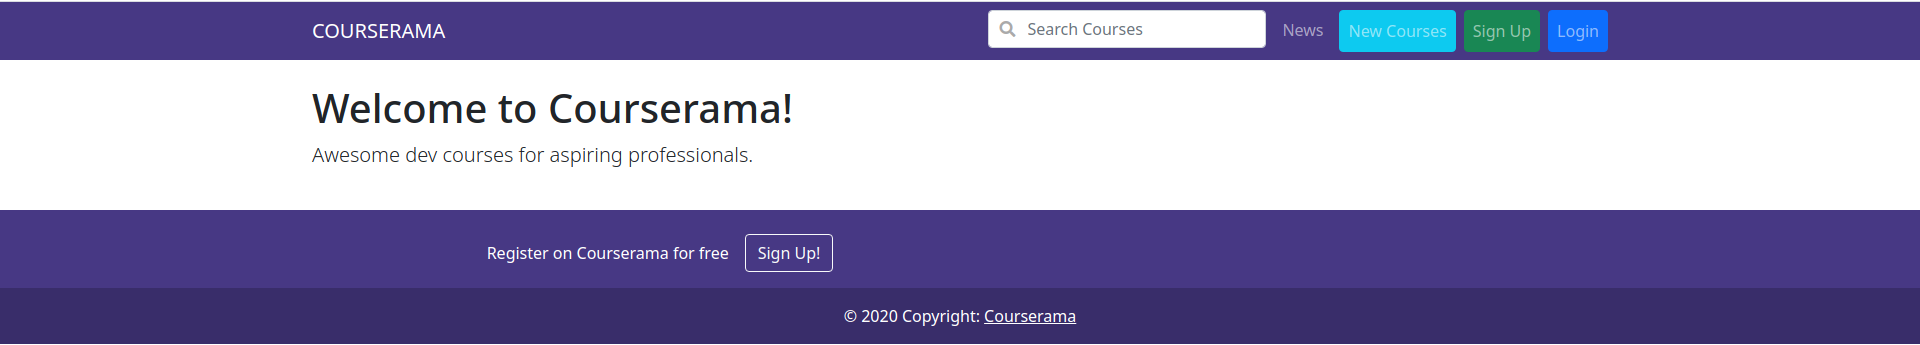 COURSERAMA Search Courses News New Courses Sign Up Login
Welcome to Courserama!
Awesome dev courses for aspiring professionals.
Register on Courserama for free Sign Up!
© 2020 Copyright: Courserama